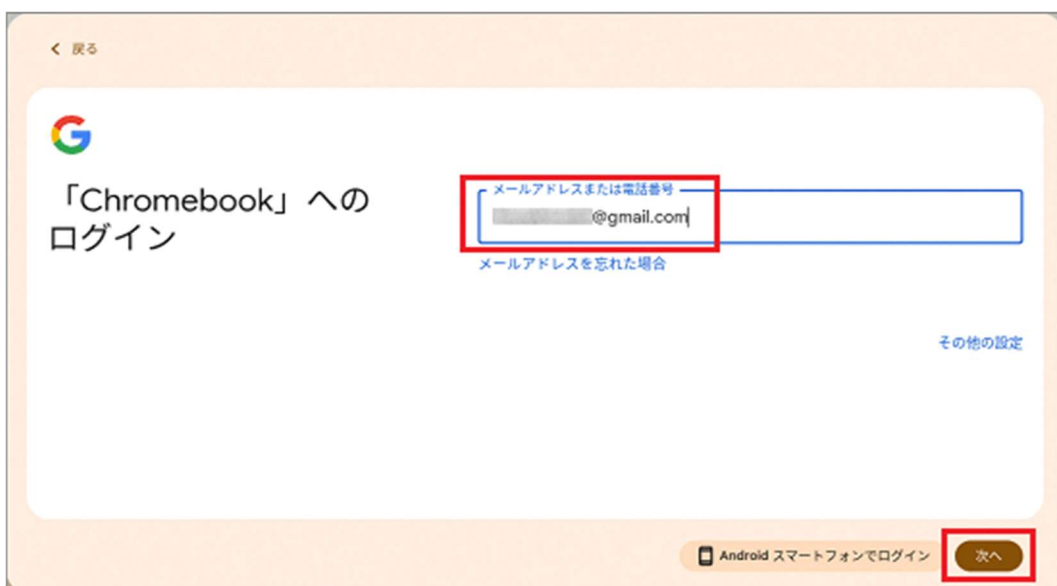 戻る
「Chromebook」への
ログイン
メールアドレスまたは電話番号
@gmail.com
メールアドレスを忘れた場合
その他の設定
Android スマートフォンでログイン
次へ